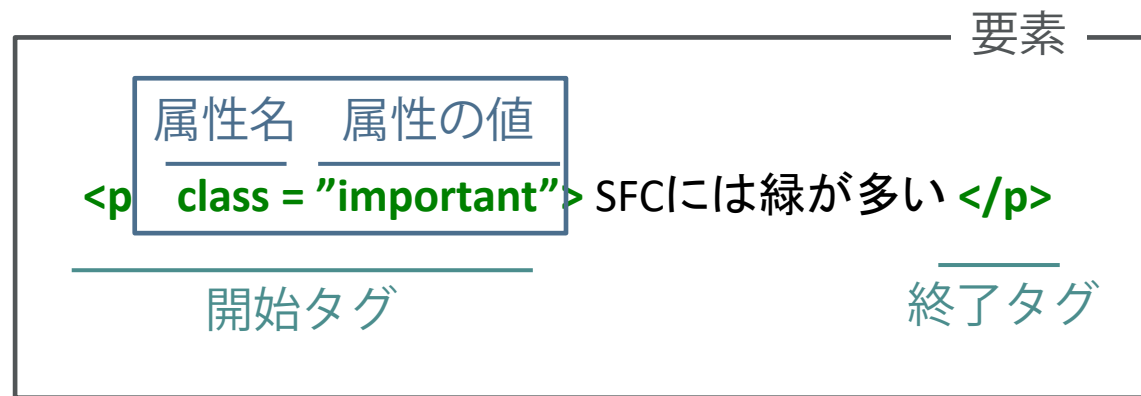 要素
属性名 属性の値
<p class = ”important”> SFCには緑が多い </p>
開始タグ 終了タグ